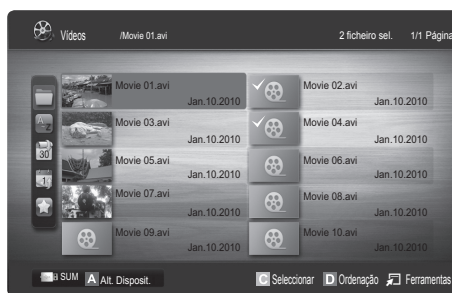 Vídeos /Movie 01.avi 2 ficheiro sel. 1/1 Página
Movie 01.avi Movie 02.avi
Jan.10.2010 Jan.10.2010
Movie 03.avi Movie 04.avi
Jan.10.2010 Jan.10.2010
Movie 05.avi Movie 06.avi
30 Jan.10.2010 Jan.10.2010
1 Movie 07.avi Movie 08.avi
Jan.10.2010 Jan.10.2010
Movie 09.avi Movie 10.avi
Jan.10.2010 Jan.10.2010
SUM A Alt. Disposit. C Seleccionar D Ordenação Ferramentas